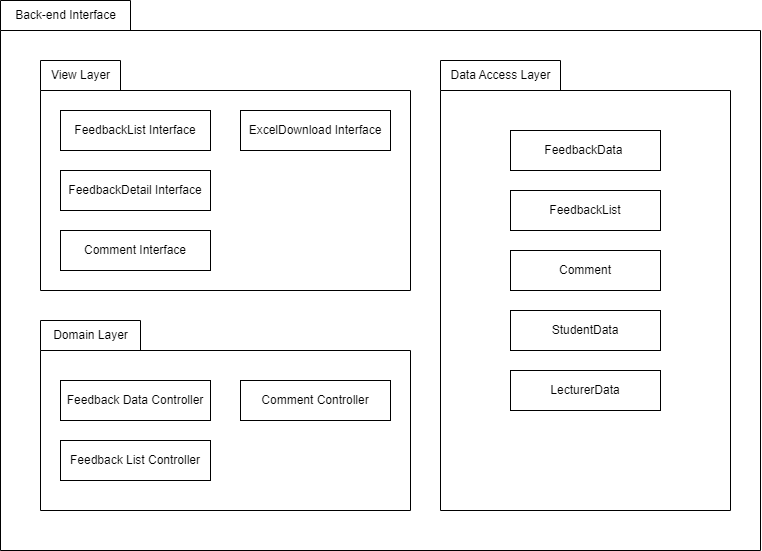 Back-end Interface
View Layer
FeedbackList Interface
ExcelDownload Interface
FeedbackDetail Interface
Comment Interface
Domain Layer
Feedback Data Controller
Comment Controller
Feedback List Controller
Data Access Layer
FeedbackData
FeedbackList
Comment
StudentData
LecturerData